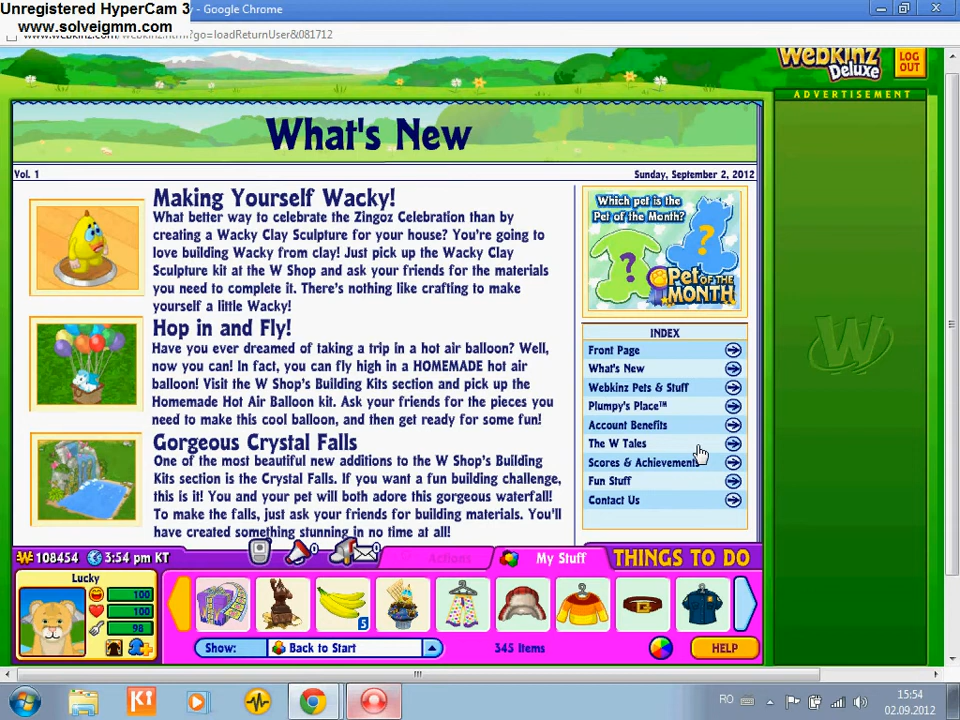 Unregistered HyperCam 3
www.solveigmm.com
- Google Chrome
www.webkinz.com/webkinz.html?go=loadReturnUser&081712
Webkinz
Deluxe
LOG
OUT
ADVERTISEMENT
What's New
Vol. 1
Sunday, September 2, 2012
Making Yourself Wacky!
What better way to celebrate the Zingoz Celebration than by
creating a Wacky Clay Sculpture for your house? You're going to
love building Wacky from clay! Just pick up the Wacky Clay
Sculpture kit at the W Shop and ask your friends for the materials
you need to complete it. There's nothing like crafting to make
yourself a little Wacky!
Hop in and Fly!
Have you ever dreamed of taking a trip in a hot air balloon? Well,
now you can! In fact, you can fly high in a HOMEMADE hot air
balloon! Visit the W Shop's Building Kits section and pick up the
Homemade Hot Air Balloon kit. Ask your friends for the pieces you
need to make this cool balloon, and then get ready for some fun!
Gorgeous Crystal Falls
One of the most beautiful new additions to the W Shop's Building
Kits section is the Crystal Falls. If you want a fun building challenge,
this is it! You and your pet will both adore this gorgeous waterfall!
To make the falls, just ask your friends for building materials. You'll
have created something stunning in no time at all!
Which pet is the
Pet of the Month?
?
?
Pet OF THE
MONTH
INDEX
Front Page
What's New
Webkinz Pets & Stuff
Plumpy's Place™
Account Benefits
The W Tales
Scores & Achievements
Fun Stuff
Contact Us
W
108454
3:54 pm KT
0
0
Actions
My Stuff
THINGS TO DO
Lucky
100
100
98
5
Show:
Back to Start
345 Items
HELP
RO
15:54
02.09.2012